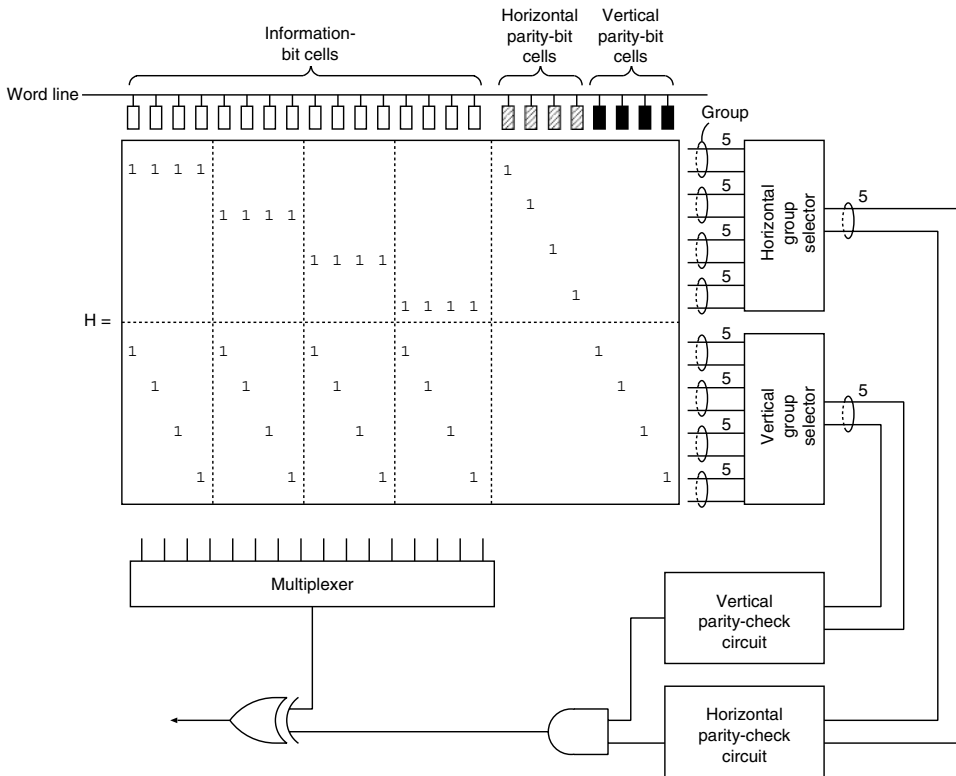 Information-
bit cells
Horizontal
parity-bit
cells
Vertical
parity-bit
cells
Word line
Group
5
5
5
5
Horizontal
group
selector
5
1 1 1 1 1
1 1 1 1 1
1 1 1 1 1
1 1 1 1 1
H =
1 1 1 1 1
1 1 1 1 1
1 1 1 1 1
1 1 1 1 1
5
5
5
5
Vertical
group
selector
5
Multiplexer
Vertical
parity-check
circuit
Horizontal
parity-check
circuit